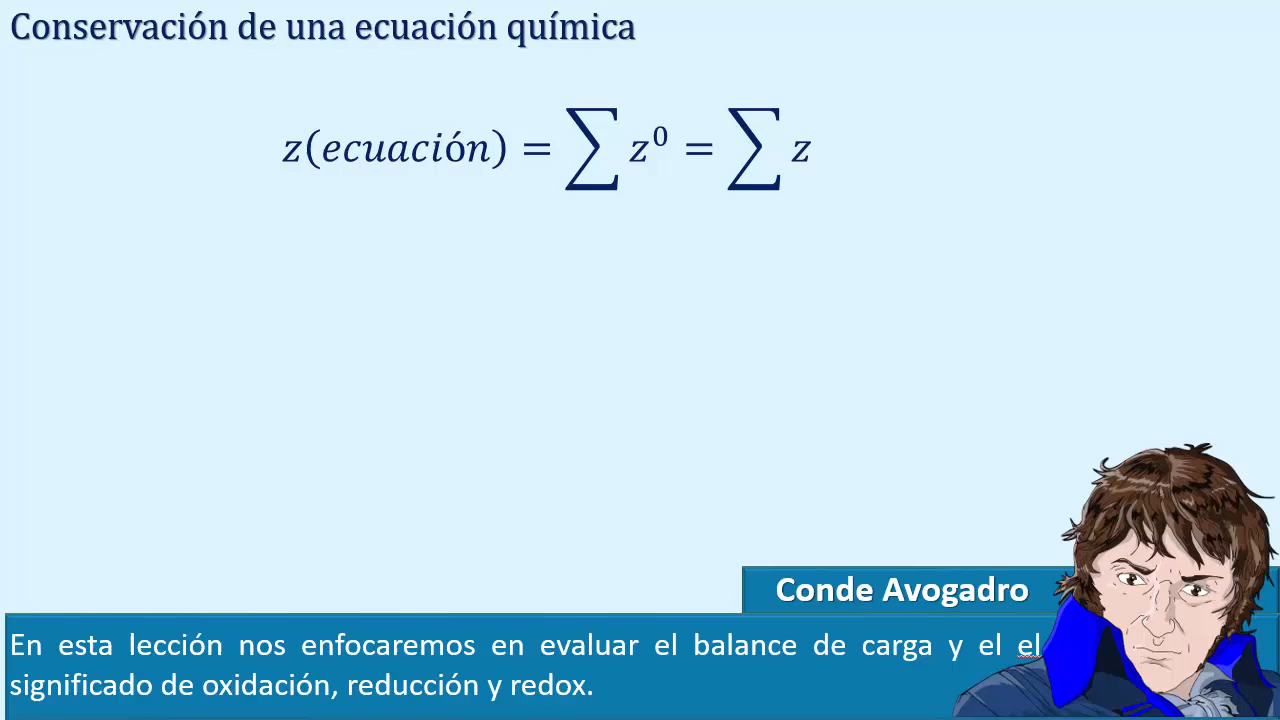 Conservación de una ecuación química
z(ecuación) = ∑ z⁰ = ∑ z
Conde Avogadro
En esta lección nos enfocaremos en evaluar el balance de carga y el el
significado de oxidación, reducción y redox.